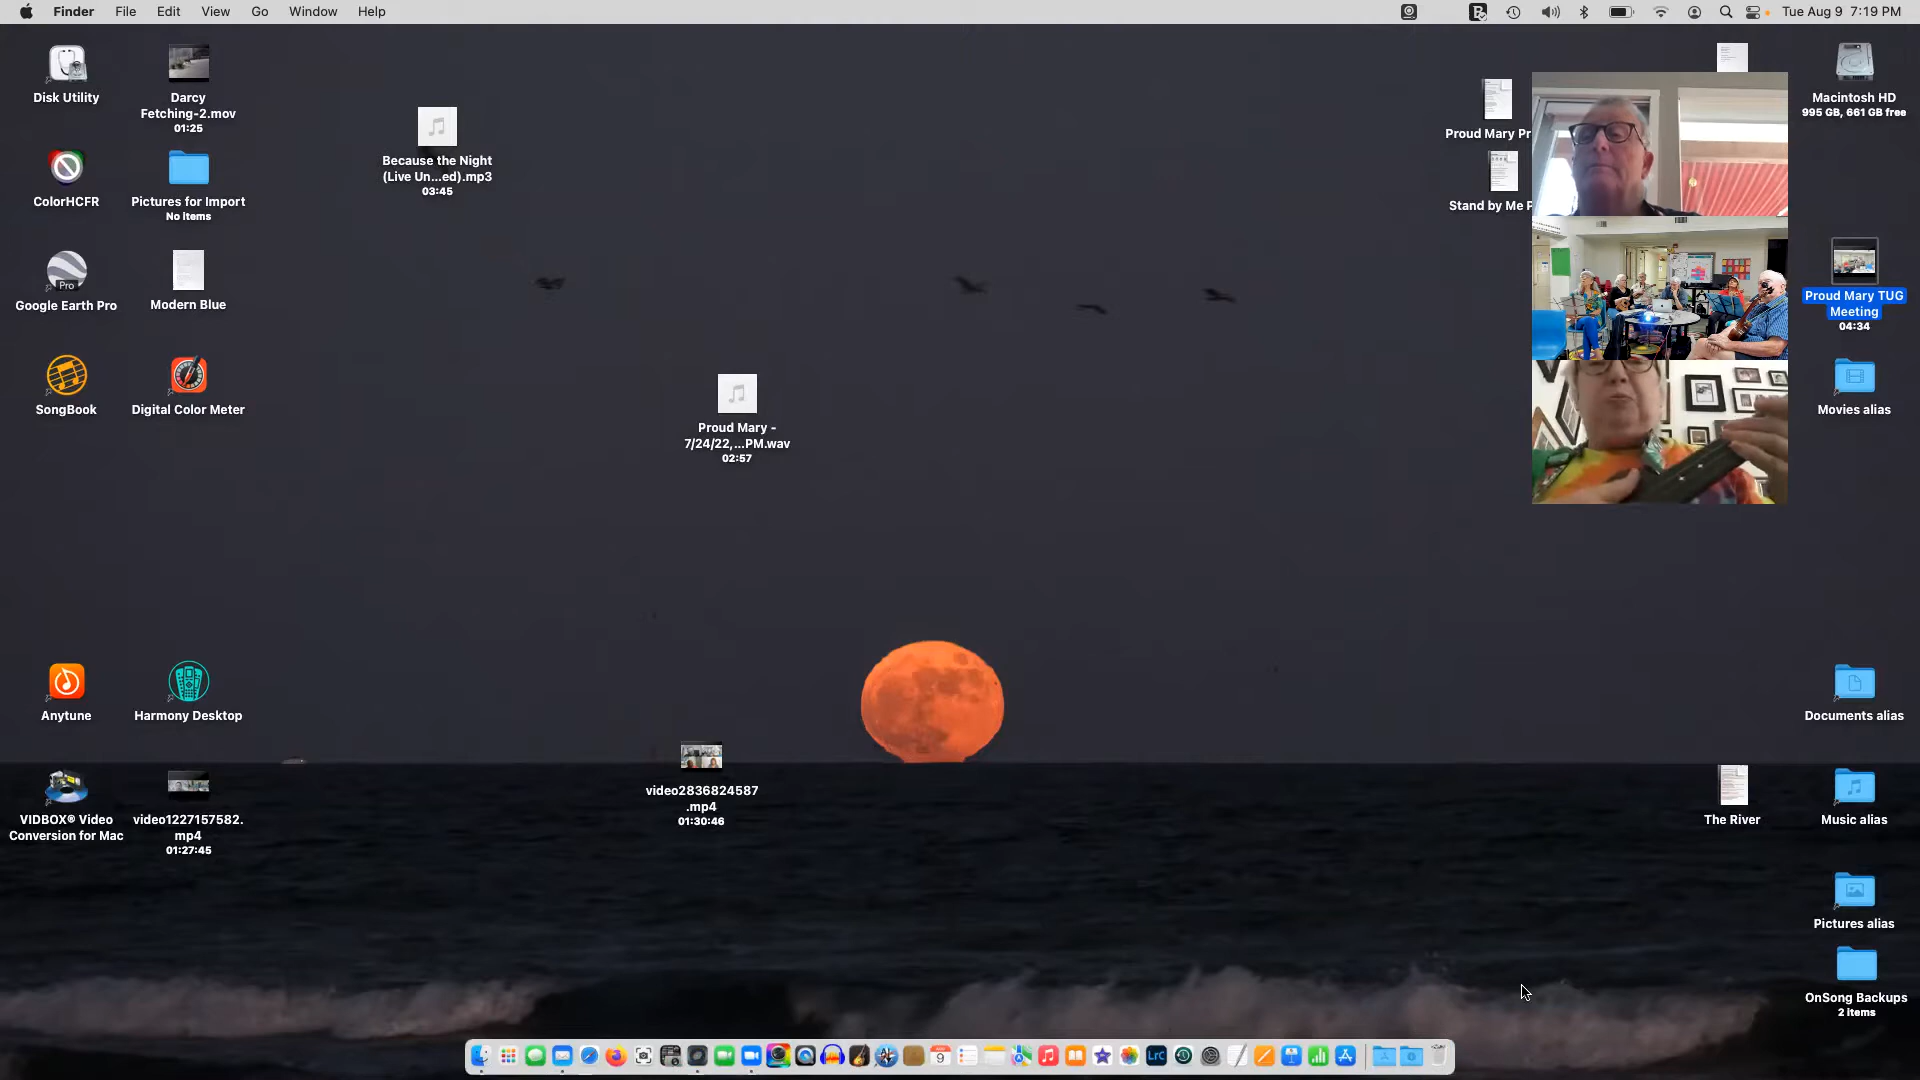 Finder File Edit View Go Window Help
Tue Aug 9 7:19 PM
Disk Utility
Darcy
Fetching-2.mov
01:25
Because the Night
(Live Un...ed).mp3
03:45
Proud Mary Pr
Stand by Me P
Macintosh HD
995 GB, 661 GB free
ColorHCFR
Pictures for Import
No items
Pro
Google Earth Pro
Modern Blue
Proud Mary TUG
Meeting
04:34
SongBook
Digital Color Meter
Proud Mary -
7/24/22,...PM.wav
02:57
Movies alias
Anytune
Harmony Desktop
Documents alias
VIDBOX® Video
Conversion for Mac
video1227157582.
mp4
01:27:45
video2836824587
.mp4
01:30:46
The River
Music alias
Pictures alias
OnSong Backups
2 items
9
LrC